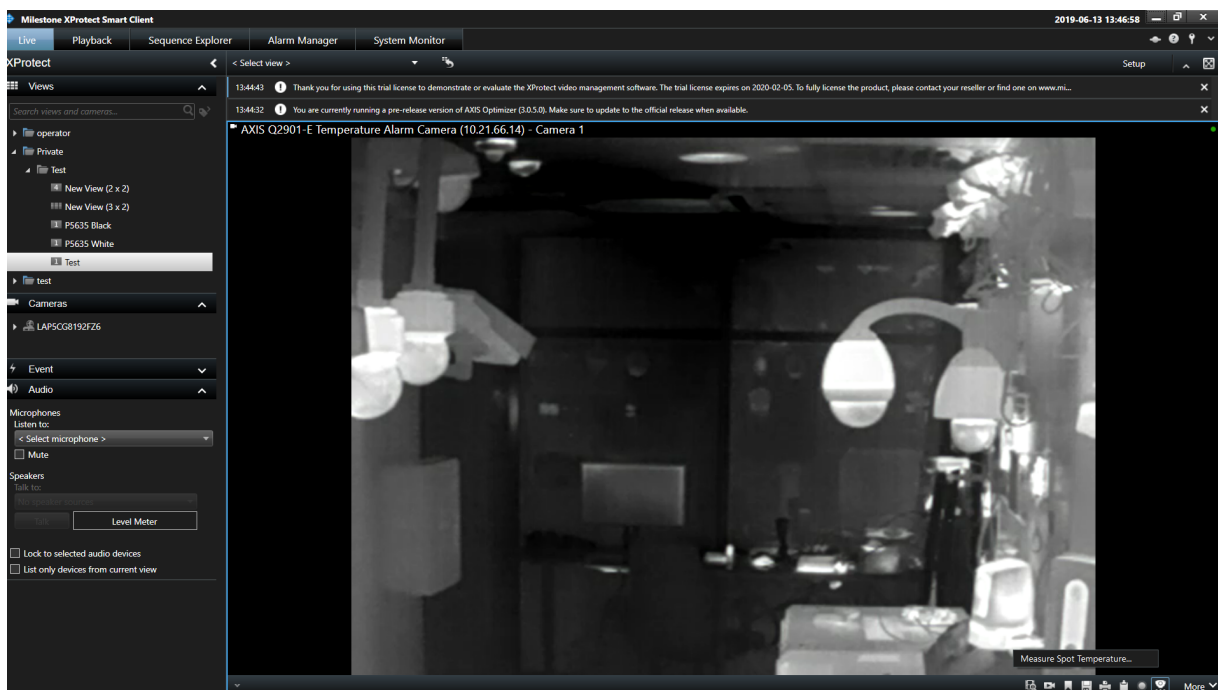 Milestone XProtect Smart Client
2019-06-13 13:46:58
Live
Playback
Sequence Explorer
Alarm Manager
System Monitor
XProtect
< Select view >
Setup
Views
13:44:43 Thank you for using this trial license to demonstrate or evaluate the XProtect video management software. The trial license expires on 2020-02-05. To fully license the product, please contact your reseller or find one on www.mi...
Search views and cameras...
13:44:32 You are currently running a pre-release version of AXIS Optimizer (3.0.5.0). Make sure to update to the official release when available.
AXIS Q2901-E Temperature Alarm Camera (10.21.66.14) - Camera 1
operator
Private
Test
4 New View (2 x 2)
New View (3 x 2)
1 P5635 Black
1 P5635 White
1 Test
test
Cameras
LAP5CG8192FZ6
Event
Audio
Microphones
Listen to:
< Select microphone >
Mute
Speakers
Talk to:
No speaker sources
Talk
Level Meter
Lock to selected audio devices
List only devices from current view
Measure Spot Temperature...
More